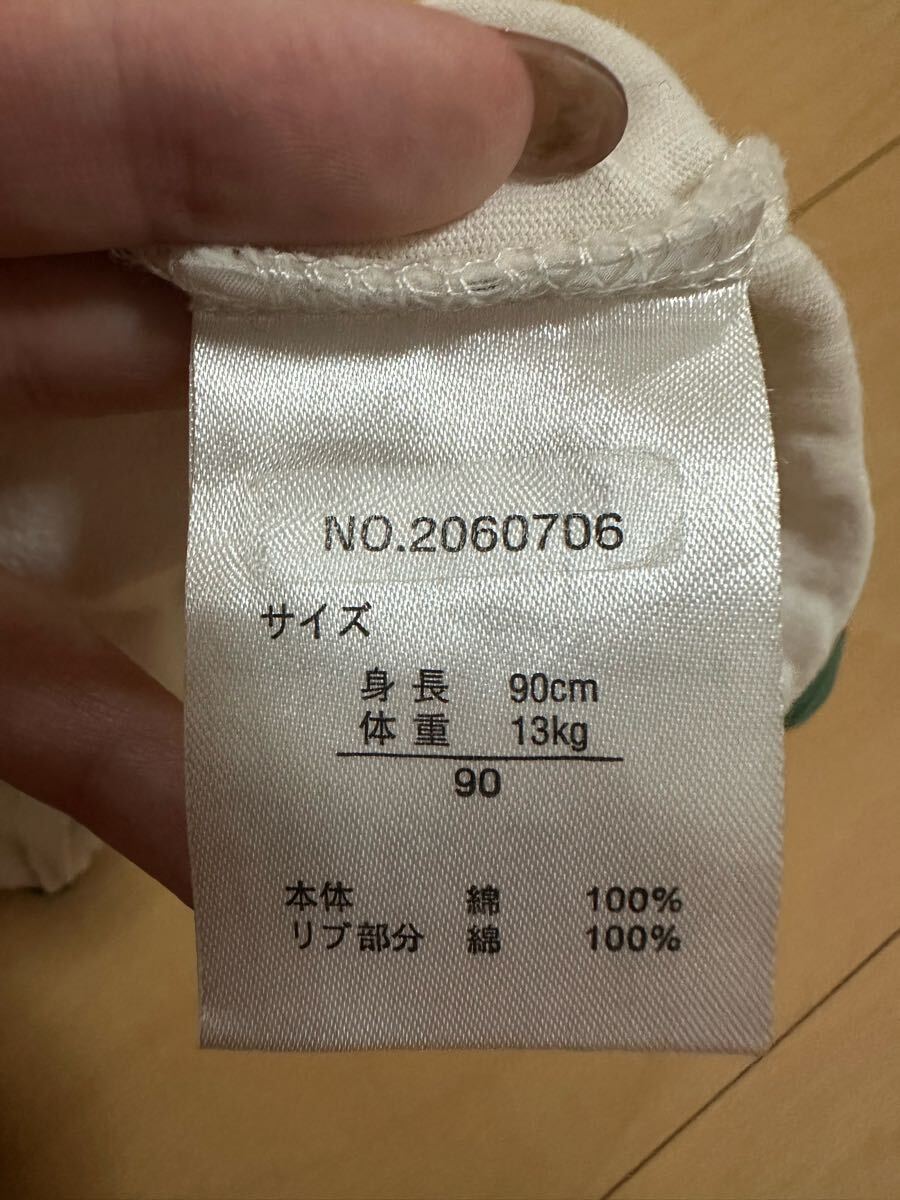 NO.2060706
サイズ
身長 90cm
体重 13kg
90
本体 綿 100%
リブ部分 綿 100%